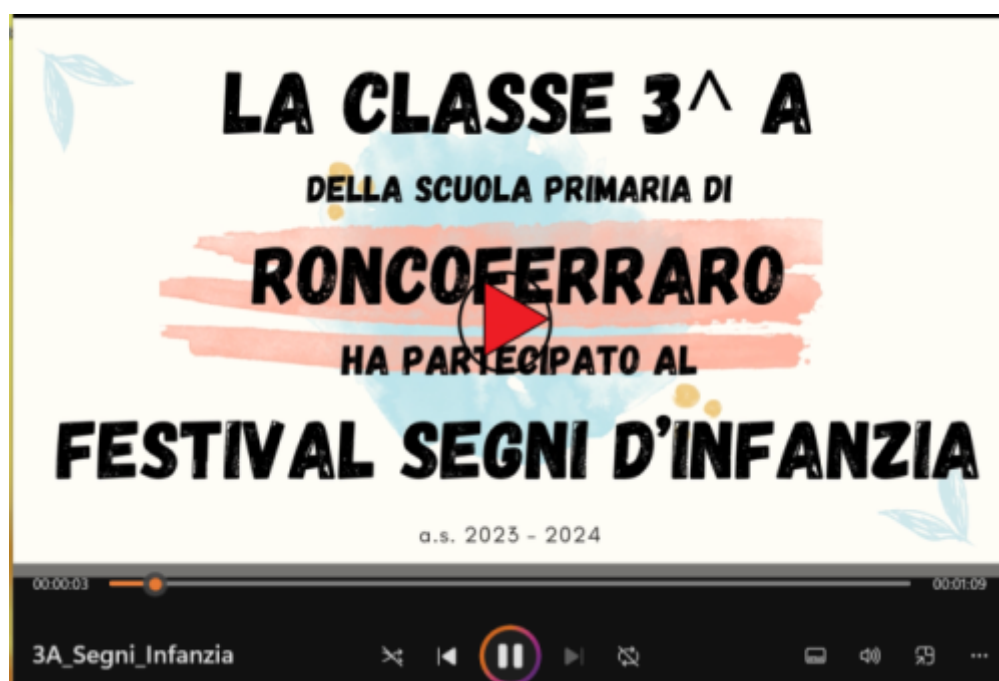 LA CLASSE 3^ A
DELLA SCUOLA PRIMARIA DI
RONCOFERRARO
HA PARTECIPATO AL
FESTIVAL SEGNI D'INFANZIA
a.s. 2023 - 2024
00:00:03
00:01:09
3A_Segni_Infanzia